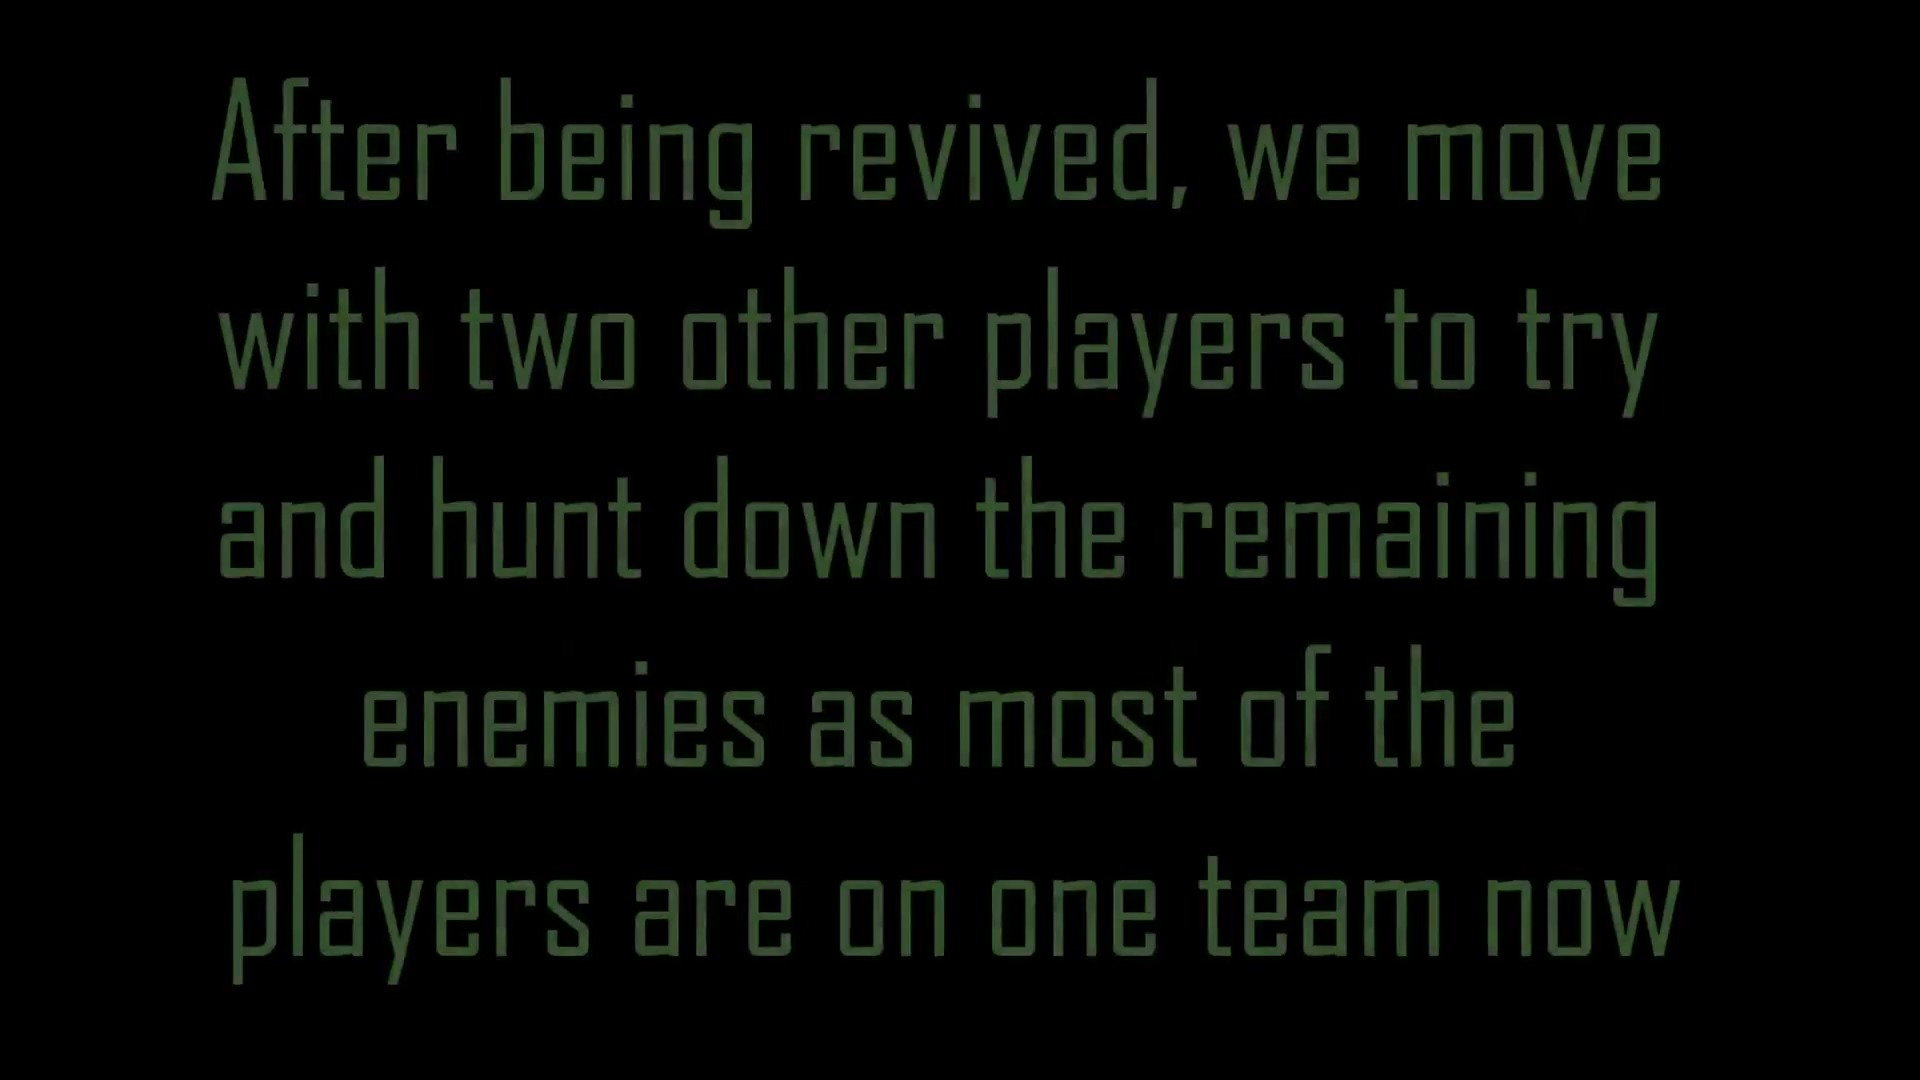 After being revived, we move
with two other players to try
and hunt down the remaining
enemies as most of the
players are on one team now